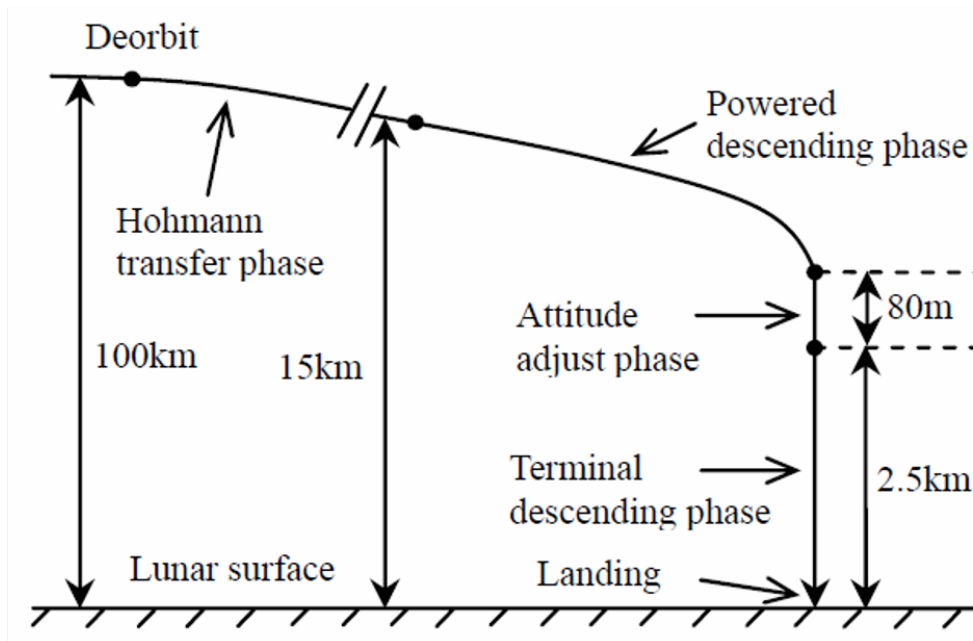 Deorbit
Powered
descending phase
Hohmann
transfer phase
100km
15km
Attitude
adjust phase
80m
Terminal
descending phase
2.5km
Lunar surface
Landing